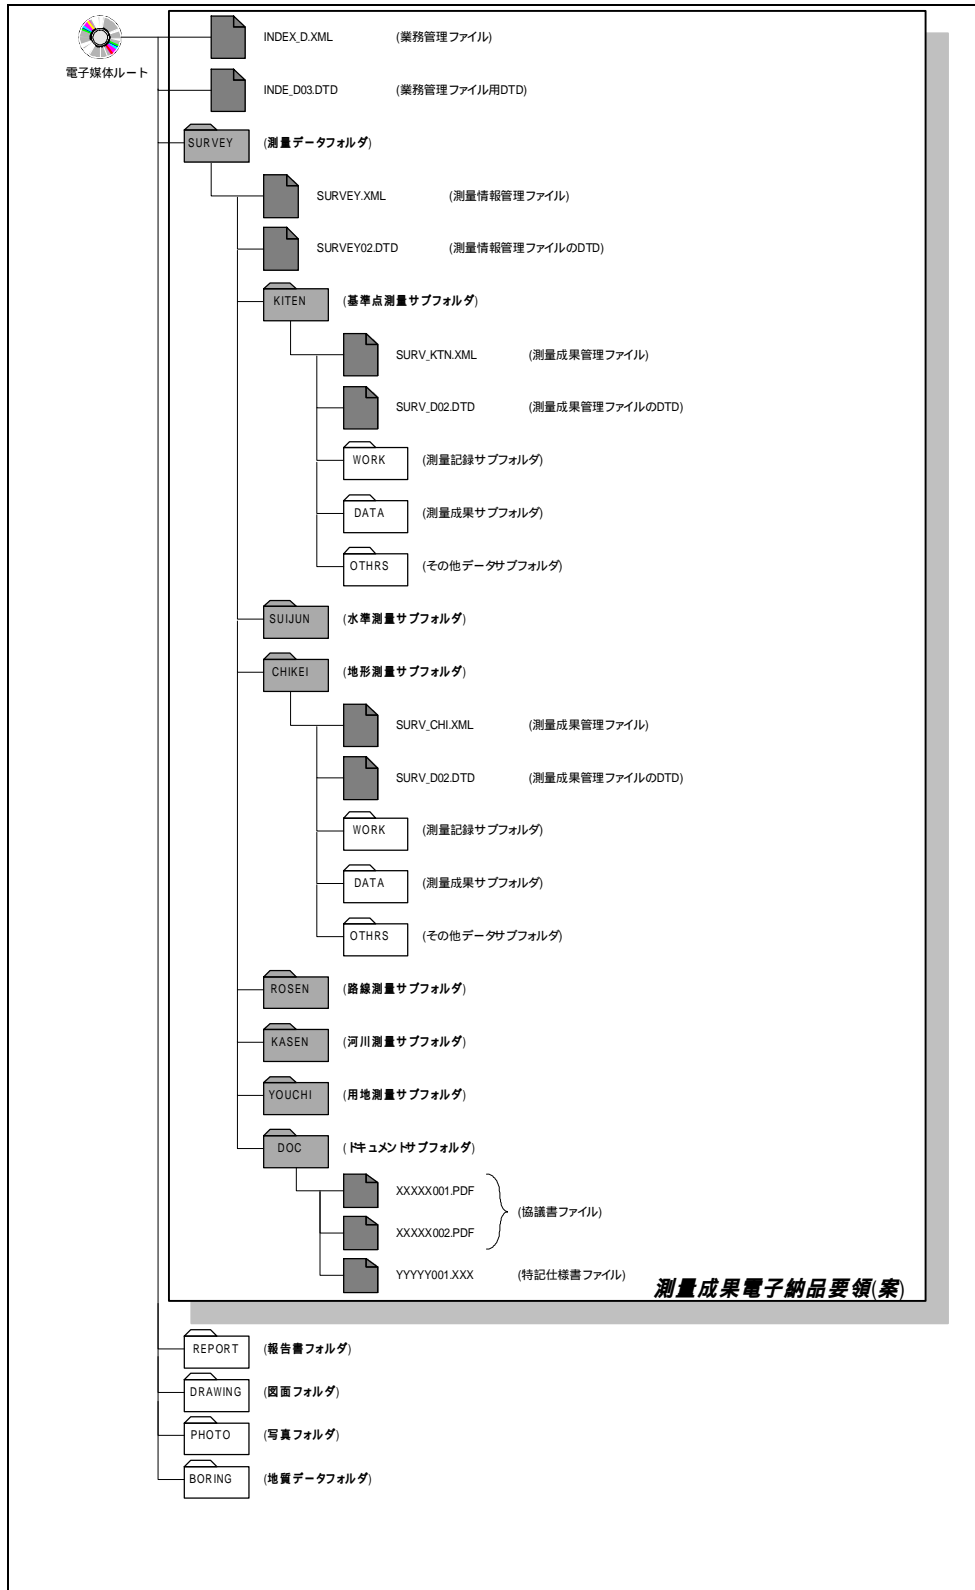 INDEX_D.XML (業務管理ファイル)
電子媒体ルート
INDE_D03.DTD (業務管理ファイル用DTD)
SURVEY (測量データフォルダ)
SURVEY.XML (測量情報管理ファイル)
SURVEY02.DTD (測量情報管理ファイルのDTD)
KITEN (基準点測量サブフォルダ)
SURV_KTN.XML (測量成果管理ファイル)
SURV_D02.DTD (測量成果管理ファイルのDTD)
WORK (測量記録サブフォルダ)
DATA (測量成果サブフォルダ)
OTHRS (その他データサブフォルダ)
SUIJUN (水準測量サブフォルダ)
CHIKEI (地形測量サブフォルダ)
SURV_CHI.XML (測量成果管理ファイル)
SURV_D02.DTD (測量成果管理ファイルのDTD)
WORK (測量記録サブフォルダ)
DATA (測量成果サブフォルダ)
OTHRS (その他データサブフォルダ)
ROSEN (路線測量サブフォルダ)
KASEN (河川測量サブフォルダ)
YOUCHI (用地測量サブフォルダ)
DOC (ドキュメントサブフォルダ)
XXXXX001.PDF
(協議書ファイル)
XXXXX002.PDF
YYYYY001.XXX (特記仕様書ファイル)
測量成果電子納品要領(案)
REPORT (報告書フォルダ)
DRAWING (図面フォルダ)
PHOTO (写真フォルダ)
BORING (地質データフォルダ)